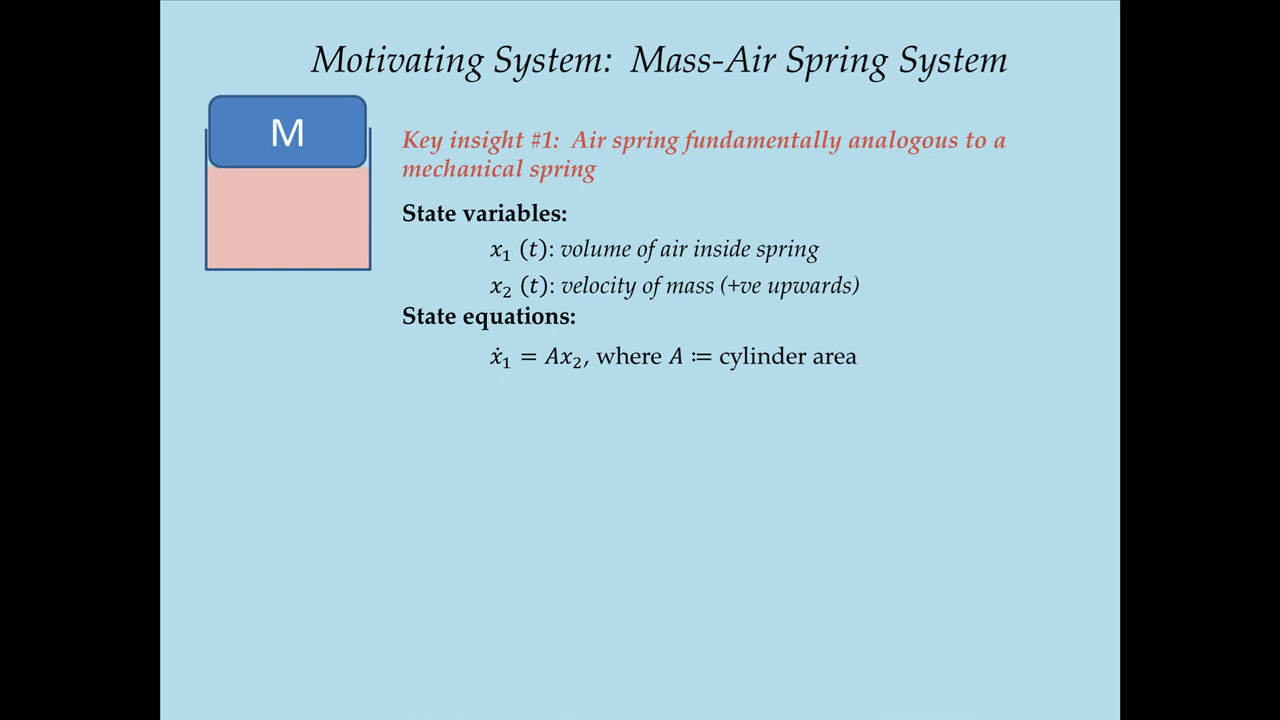 Motivating System: Mass-Air Spring System
M
Key insight #1: Air spring fundamentally analogous to a
mechanical spring
State variables:
x₁ (t): volume of air inside spring
x₂ (t): velocity of mass (+ve upwards)
State equations:
ẋ₁ = Ax₂, where A ≔ cylinder area